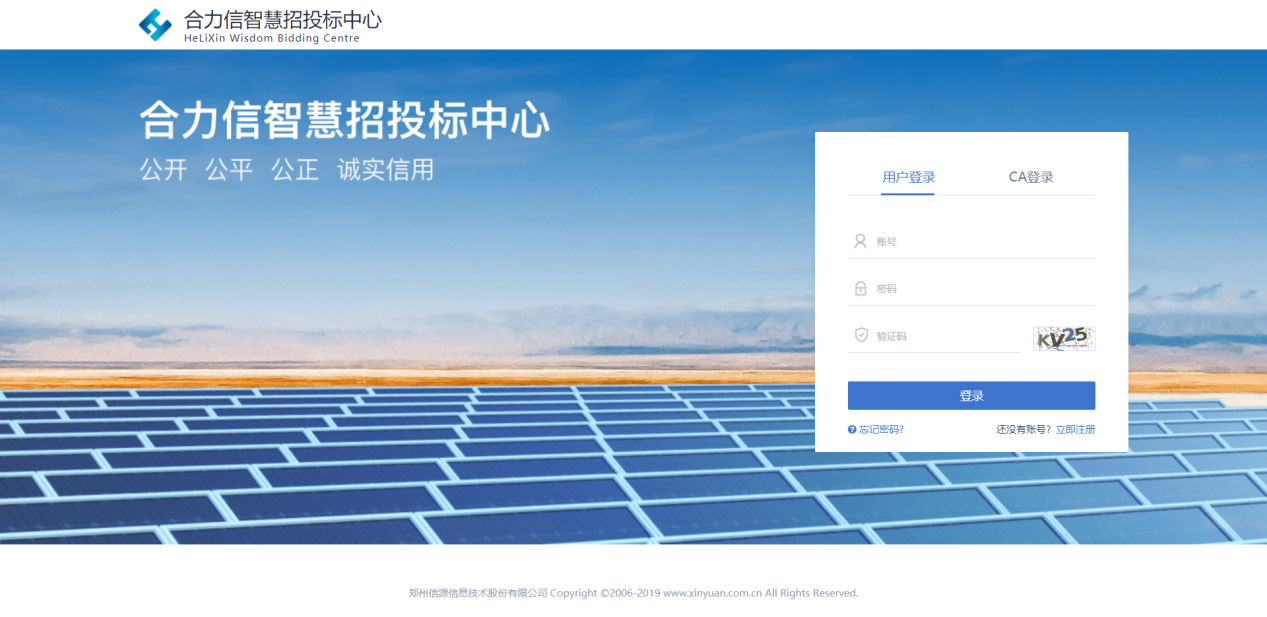 合力信智慧招投标中心
HeLiXin Wisdom Bidding Centre
合力信智慧招投标中心
公开 公平 公正 诚实信用
用户登录 CA登录
账号
密码
验证码 KV25
登录
忘记密码? 还没有账号? 立即注册
郑州信源信息技术股份有限公司 Copyright ©2006-2019 www.xinyuan.com.cn All Rights Reserved.